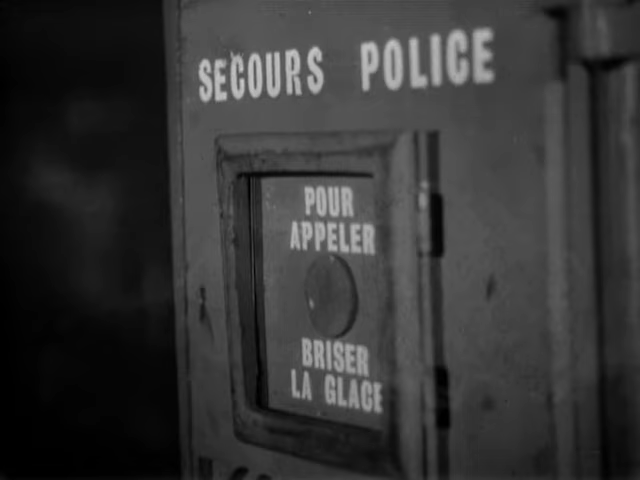 SECOURS POLICE
POUR
APPELER
BRISER
LA GLACE